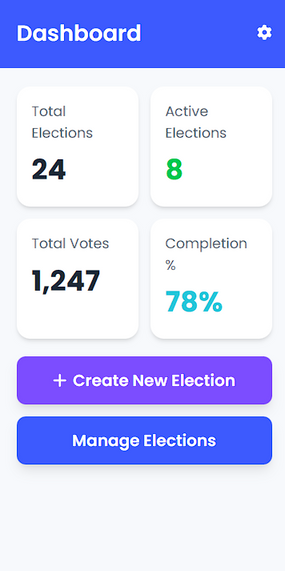 Dashboard
Total
Elections
24
Active
Elections
8
Total Votes
1,247
Completion
%
78%
+ Create New Election
Manage Elections